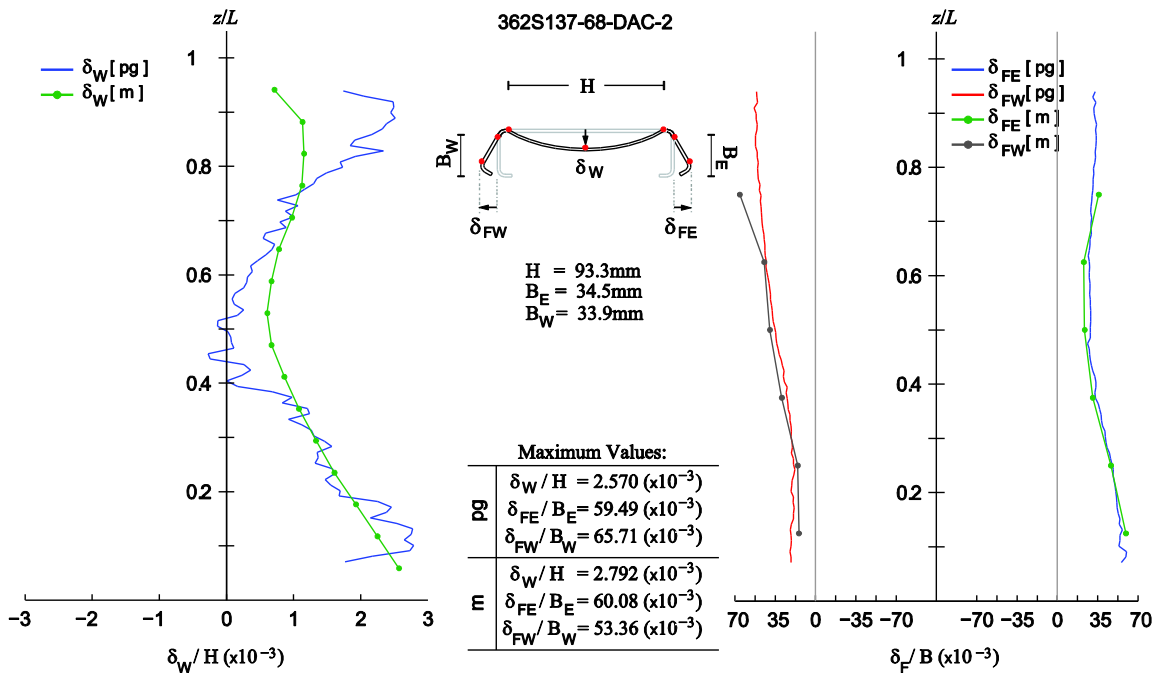 362S137-68-DAC-2
z/L
δW [ pg ]
δW [ m ]
1
0.8
0.6
0.4
0.2
−3 −2 −1 0 1 2 3
δW / H (x10⁻³)
H
BW
BE
δW
δFW
δFE
H = 93.3mm
BE = 34.5mm
BW = 33.9mm
Maximum Values:
pg
δW / H = 2.570 (x10⁻³)
δFE / BE = 59.49 (x10⁻³)
δFW / BW = 65.71 (x10⁻³)
m
δW / H = 2.792 (x10⁻³)
δFE / BE = 60.08 (x10⁻³)
δFW / BW = 53.36 (x10⁻³)
z/L
δFE [ pg ]
δFW [ pg ]
δFE [ m ]
δFW [ m ]
1
0.8
0.6
0.4
0.2
70 35 0 −35 −70 −70 −35 0 35 70
δF / B (x10⁻³)